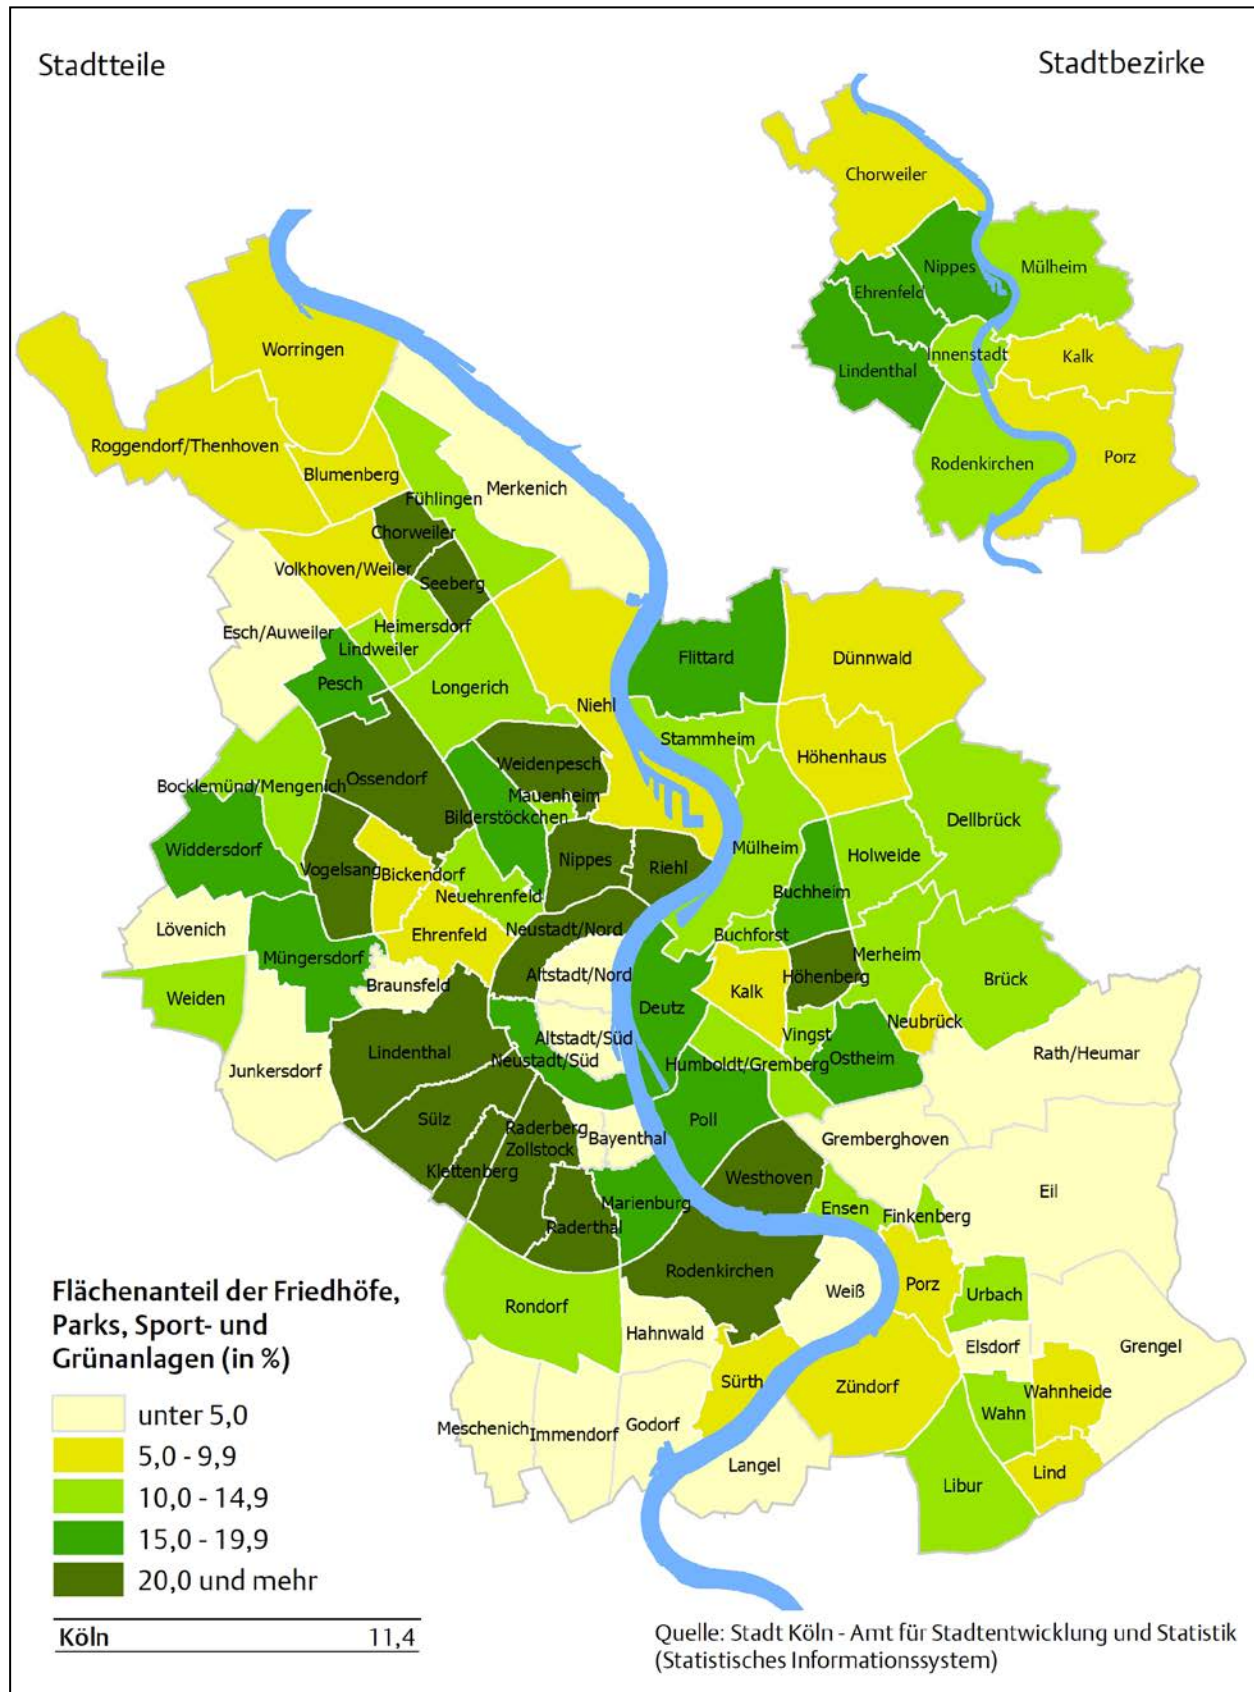 Stadtteile
Stadtbezirke
Chorweiler
Nippes
Mülheim
Ehrenfeld
Innenstadt
Kalk
Lindenthal
Rodenkirchen
Porz
Worringen
Roggendorf/Thenhoven
Blumenberg
Merkenich
Fühlingen
Chorweiler
Volkhoven/Weiler
Seeberg
Esch/Auweiler
Heimersdorf
Lindweiler
Pesch
Longerich
Flittard
Dünnwald
Niehl
Stammheim
Höhenhaus
Weidenpesch
Ossendorf
Bocklemünd/Mengenich
Mauenheim
Bilderstöckchen
Dellbrück
Widdersdorf
Mülheim
Holweide
Vogelsang
Bickendorf
Nippes
Riehl
Buchheim
Neuehrenfeld
Lövenich
Ehrenfeld
Neustadt/Nord
Buchforst
Müngersdorf
Merheim
Braunsfeld
Altstadt/Nord
Höhenberg
Brück
Weiden
Kalk
Deutz
Neubrück
Altstadt/Süd
Vingst
Lindenthal
Neustadt/Süd
Ostheim
Rath/Heumar
Junkersdorf
Humboldt/Gremberg
Sülz
Raderberg
Poll
Bayenthal
Gremberghoven
Zollstock
Klettenberg
Westhoven
Eil
Marienburg
Ensen
Finkenberg
Raderthal
Rodenkirchen
Porz
Weiß
Urbach
Rondorf
Hahnwald
Elsdorf
Grengel
Sürth
Zündorf
Wahnheide
Wahn
Meschenich
Immendorf
Godorf
Langel
Lind
Libur
Flächenanteil der Friedhöfe,
Parks, Sport- und
Grünanlagen (in %)
unter 5,0
5,0 - 9,9
10,0 - 14,9
15,0 - 19,9
20,0 und mehr
Köln 11,4
Quelle: Stadt Köln - Amt für Stadtentwicklung und Statistik
(Statistisches Informationssystem)